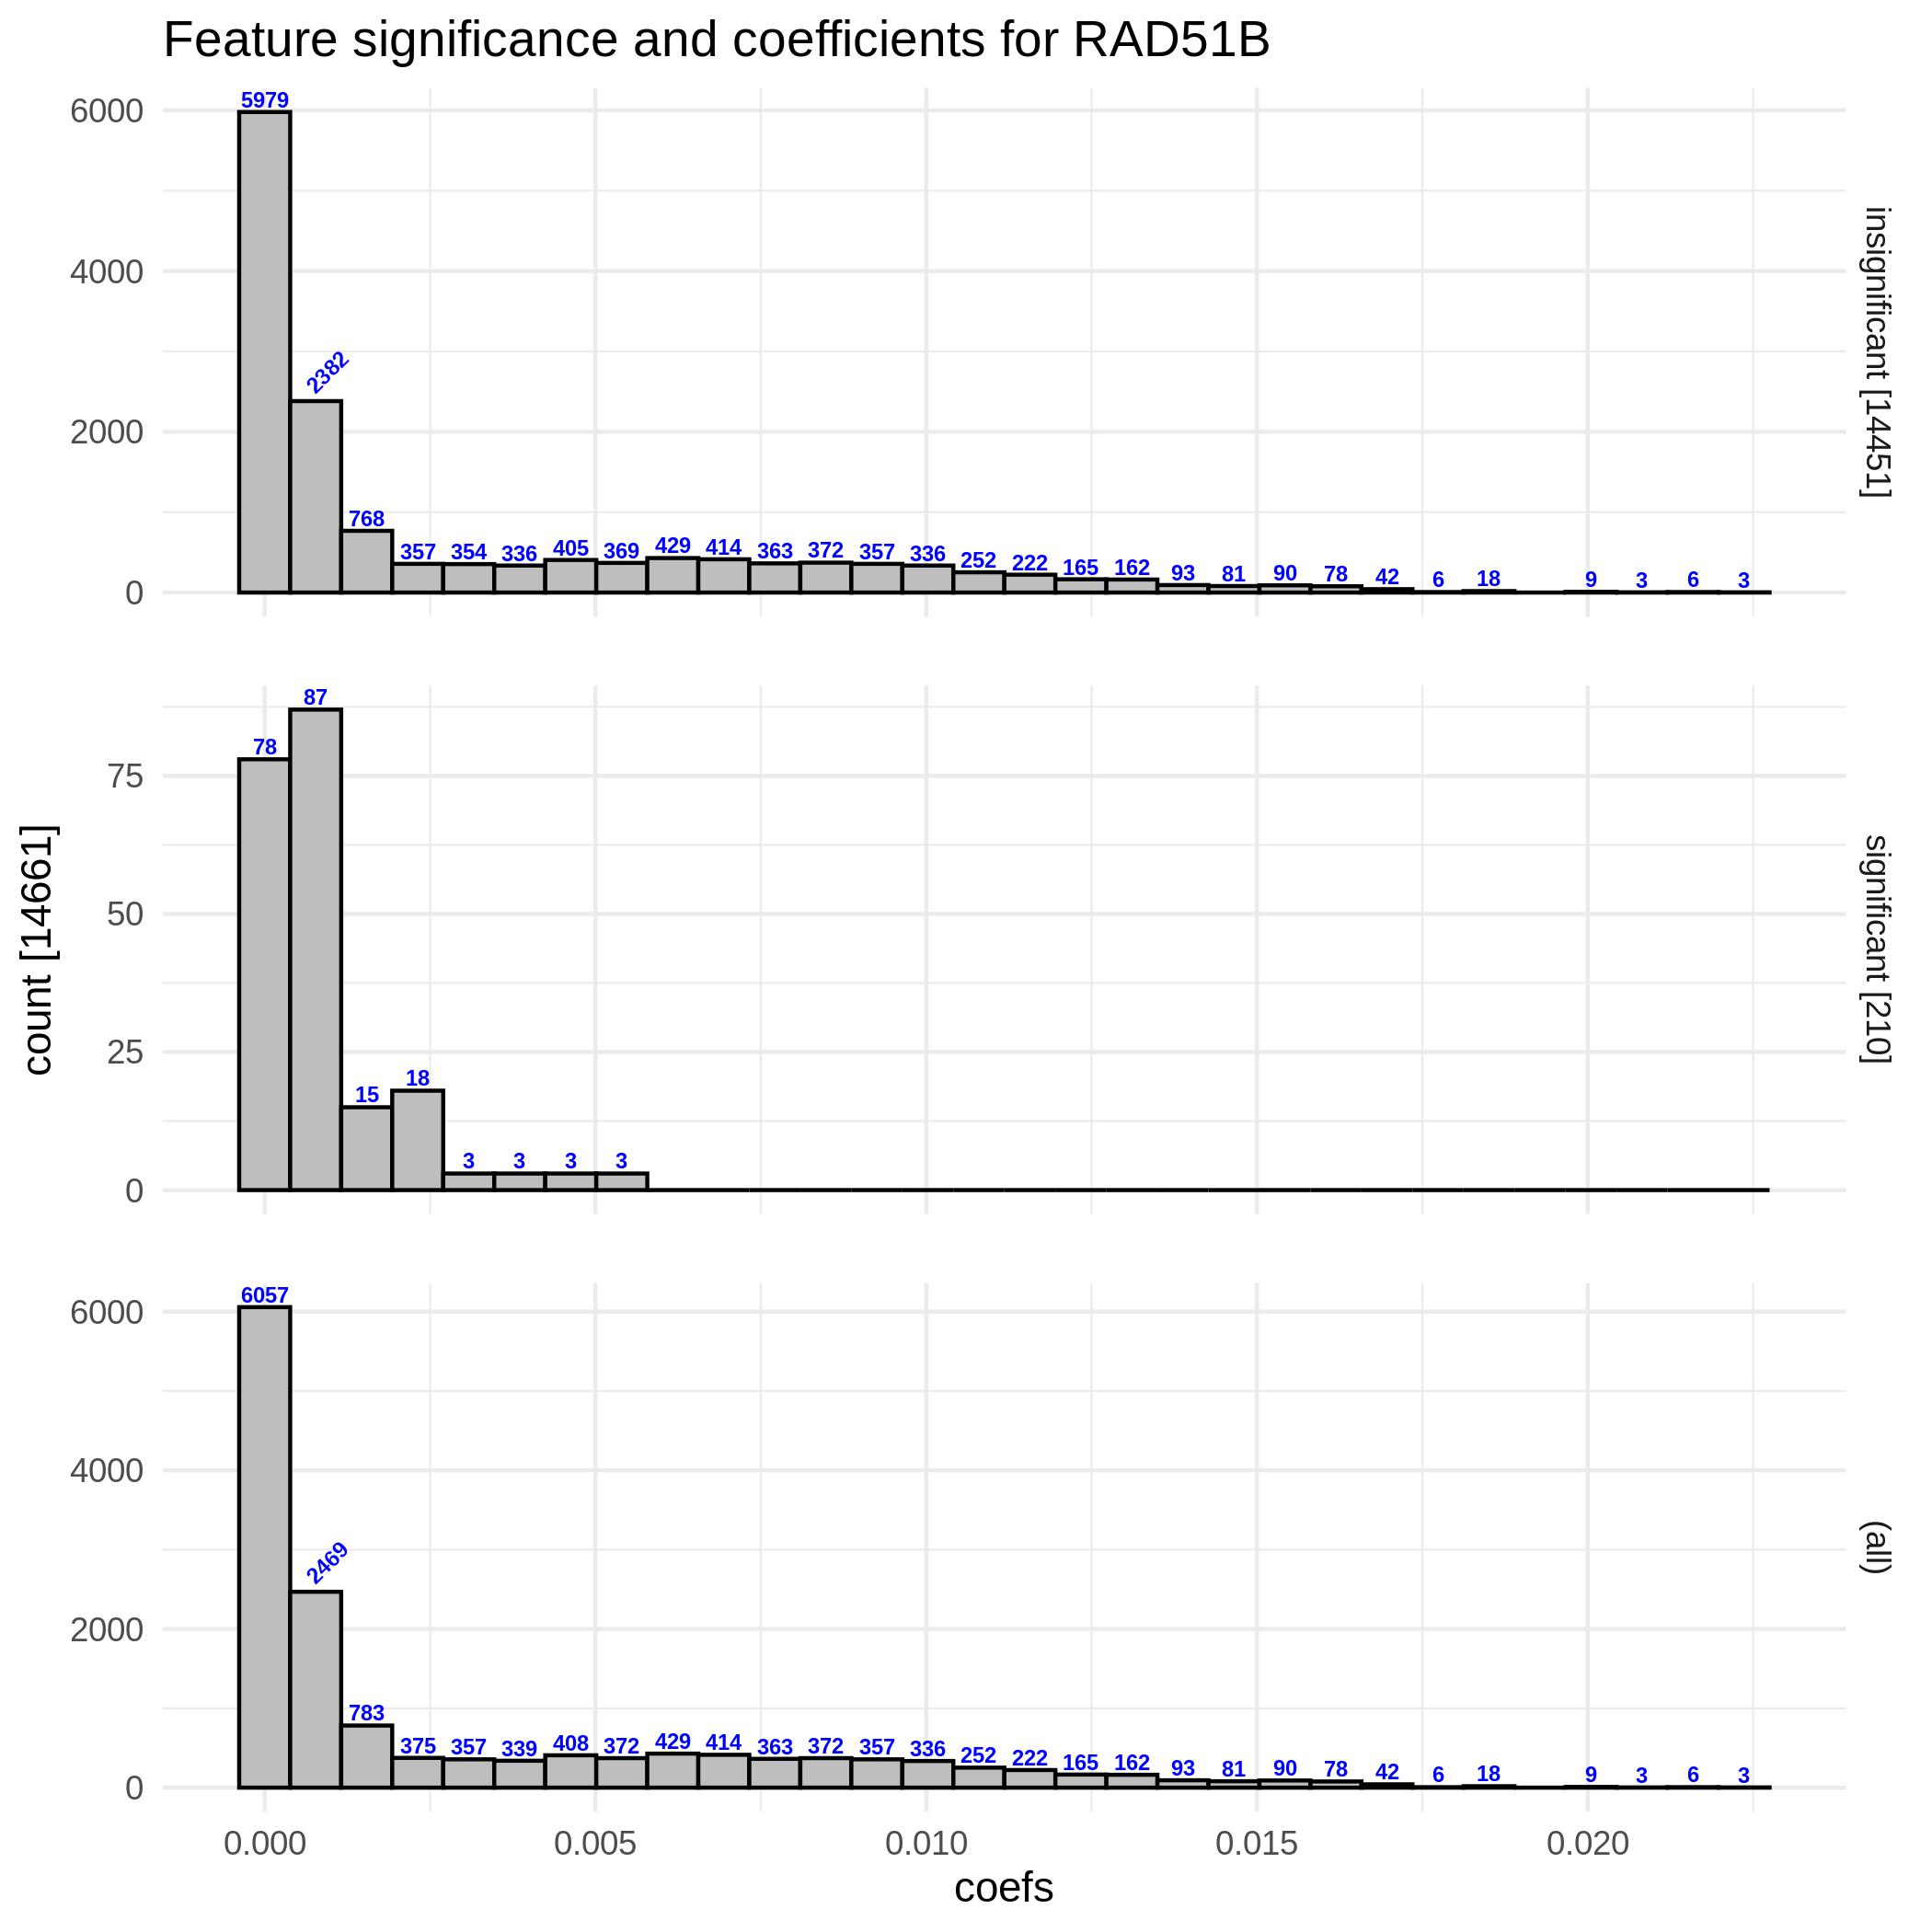 Feature significance and coefficients for RAD51B
6000
4000
2000
0
5979
2382
768
357 354 336 405 369 429 414 363 372 357 336 252 222 165 162 93 81 90 78 42 6 18 9 3 6 3
insignificant [14451]
count [14661]
75
50
25
0
78
87
15
18
3 3 3 3
significant [210]
6000
4000
2000
0
6057
2469
783
375 357 339 408 372 429 414 363 372 357 336 252 222 165 162 93 81 90 78 42 6 18 9 3 6 3
(all)
0.000 0.005 0.010 0.015 0.020
coefs